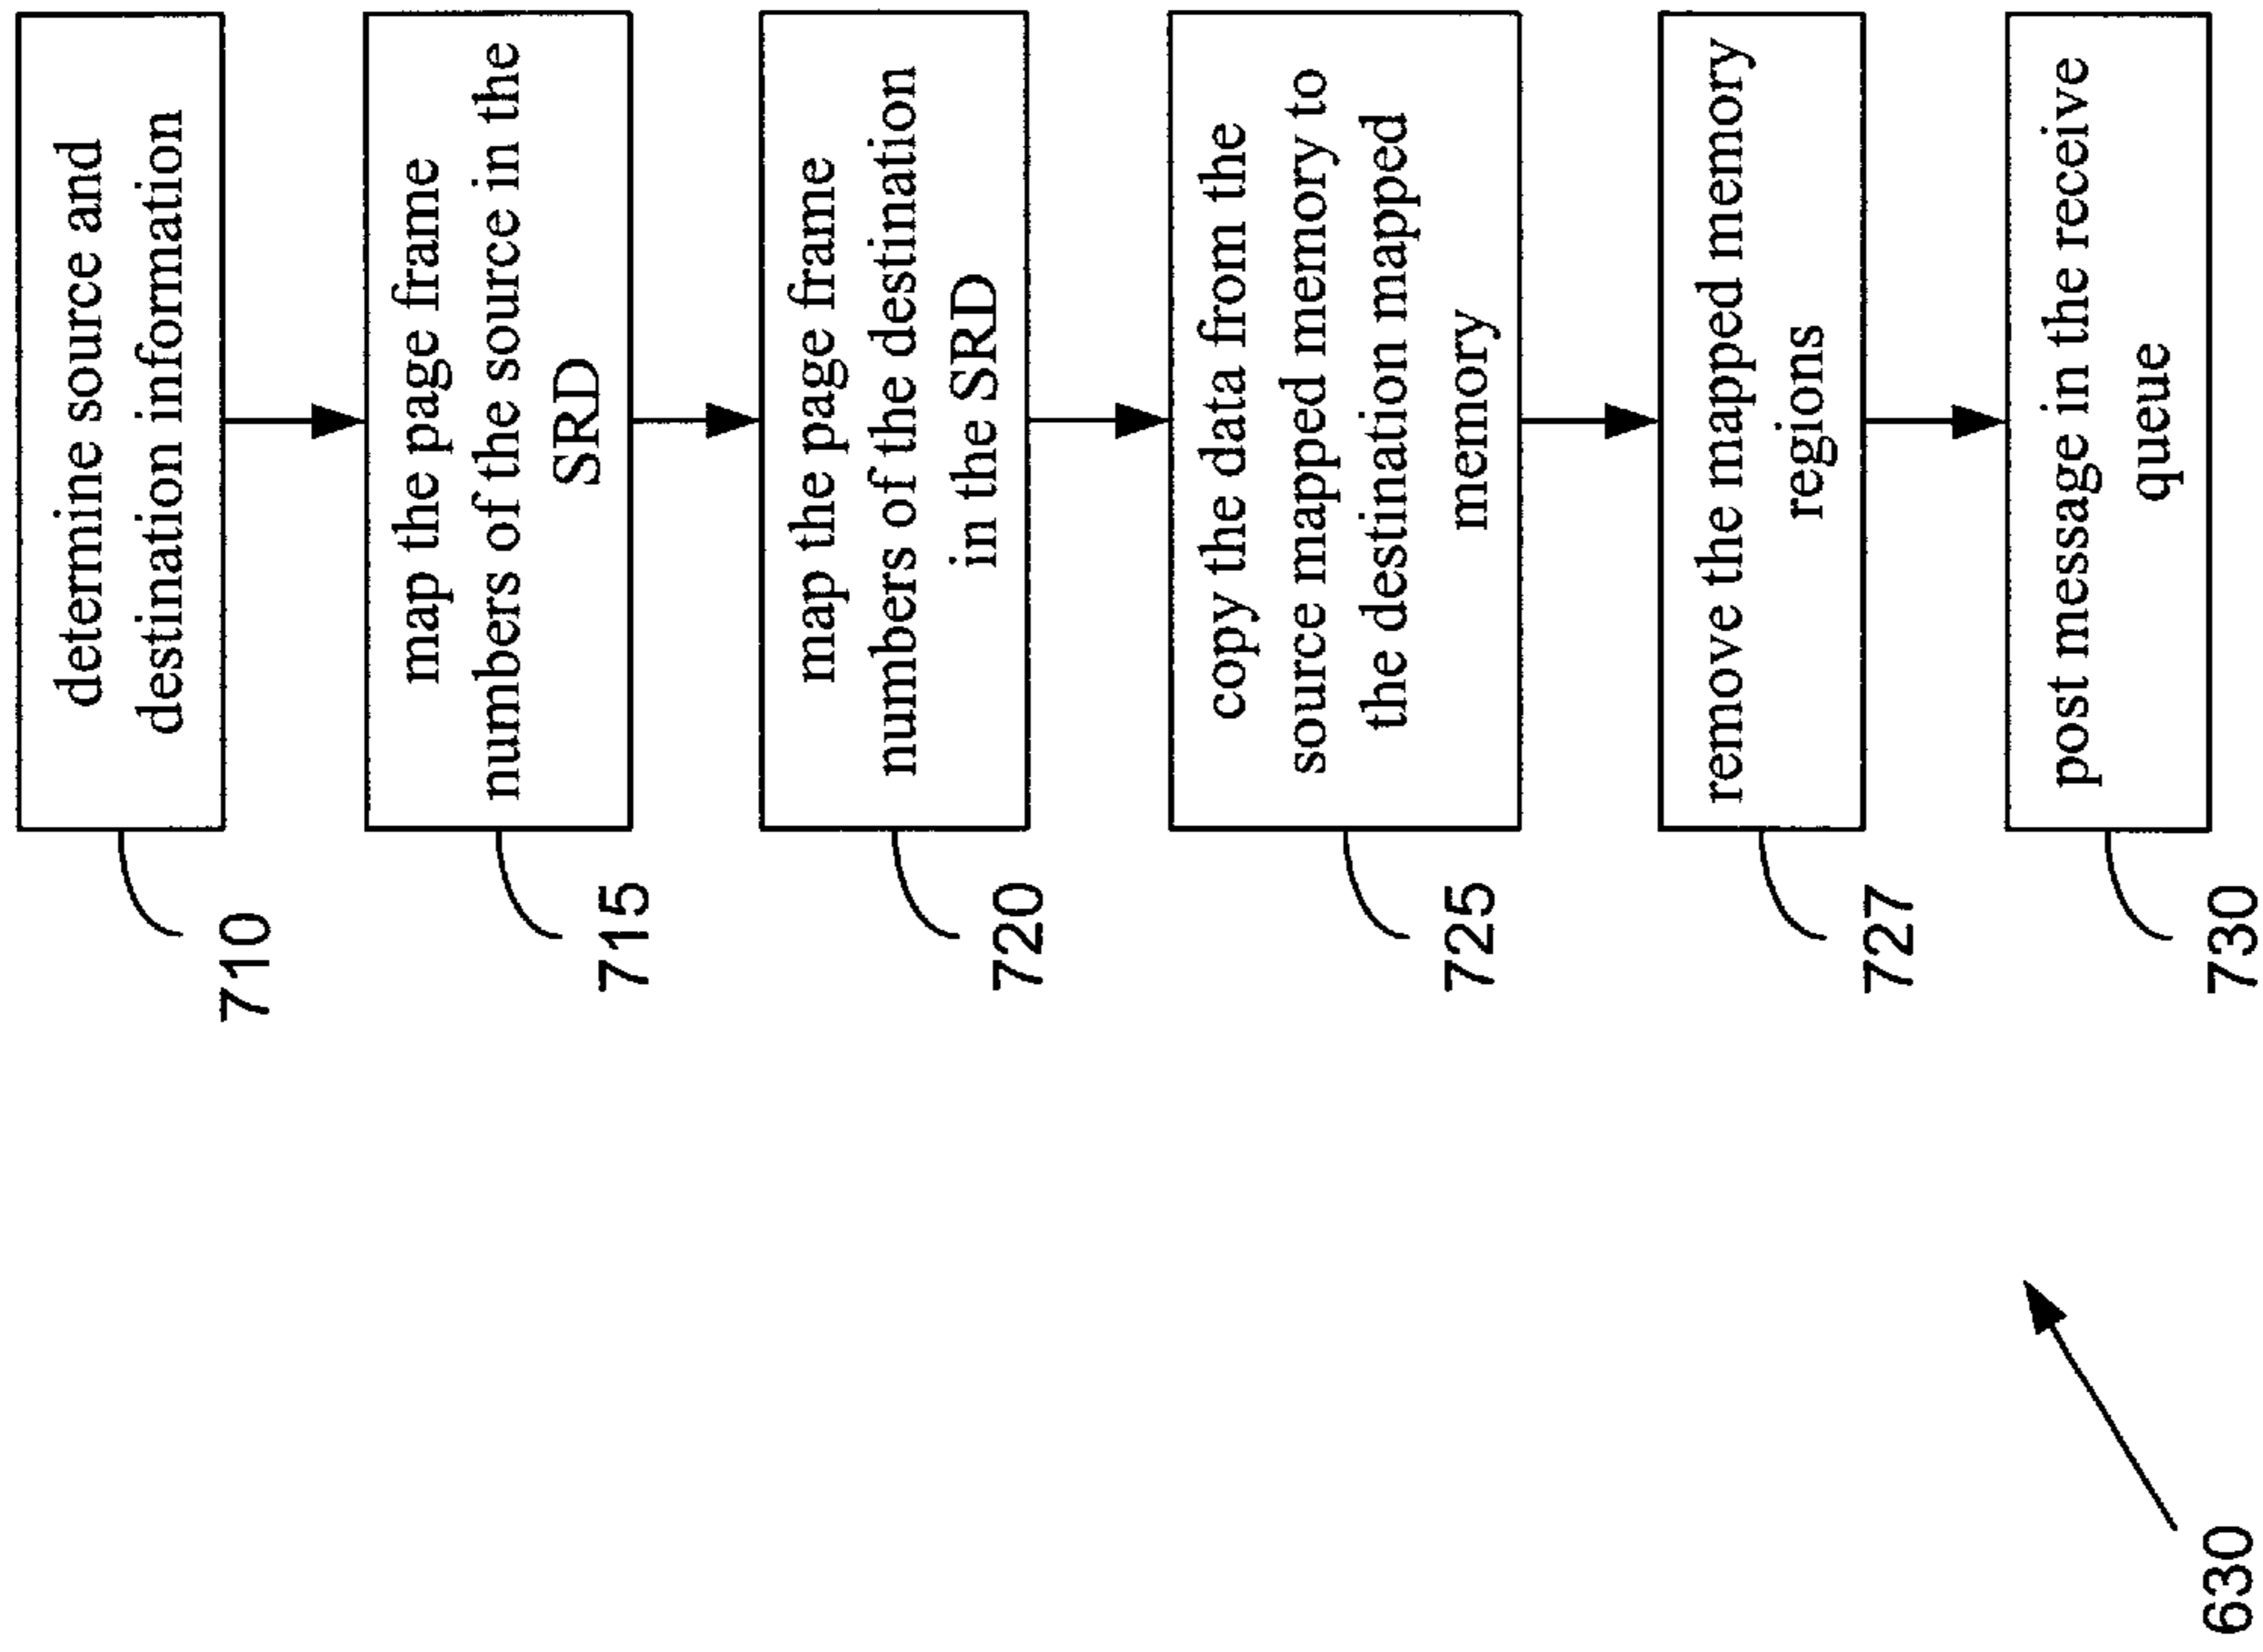 determine source and
destination information
710
map the page frame
numbers of the source in the
SRD
715
map the page frame
numbers of the destination
in the SRD
720
copy the data from the
source mapped memory to
the destination mapped
memory
725
remove the mapped memory
regions
727
post message in the receive
queue
730
630